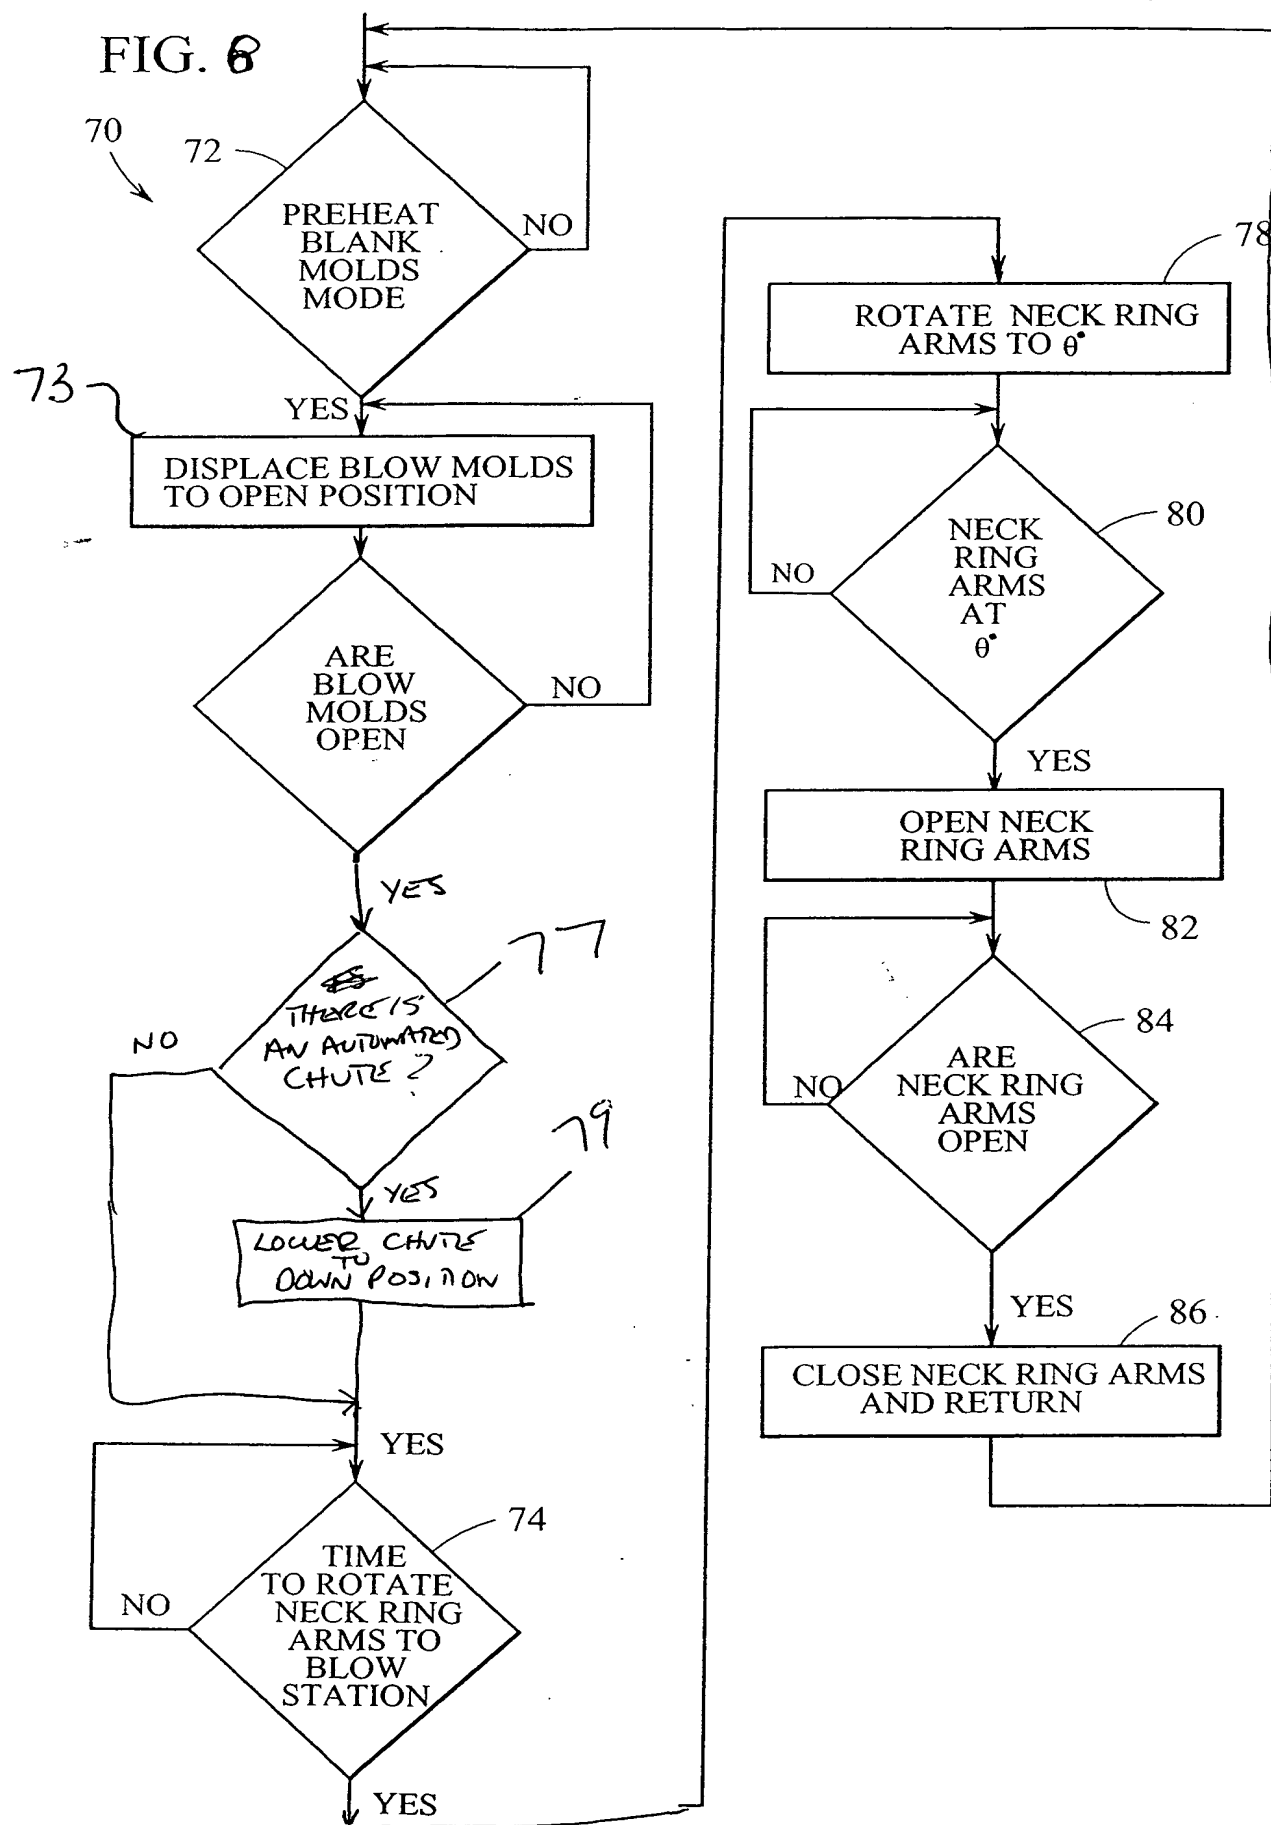 FIG. 8
70
72
PREHEAT
BLANK
MOLDS
MODE
NO
YES
73
DISPLACE BLOW MOLDS
TO OPEN POSITION
ARE
BLOW
MOLDS
OPEN
NO
YES
77
THERE IS
AN AUTOMATED
CHUTE?
NO
YES
79
LOWER CHUTE
TO
DOWN POSITION
YES
74
TIME
TO ROTATE
NECK RING
ARMS TO
BLOW
STATION
NO
YES
78
ROTATE NECK RING
ARMS TO θ°
80
NECK
RING
ARMS
AT
θ°
NO
YES
OPEN NECK
RING ARMS
82
84
ARE
NECK RING
ARMS
OPEN
NO
YES
86
CLOSE NECK RING ARMS
AND RETURN